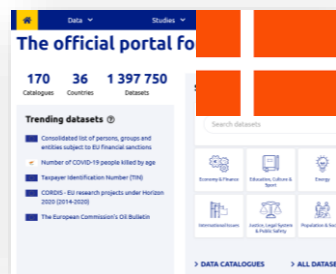 Data
Studies
The official portal fo
170
36
1 397 750
Catalogues
Countries
Datasets
Trending datasets
Consolidated list of persons, groups and
entities subject to EU financial sanctions
Number of COVID-19 people killed by age
Taxpayer Identification Number (TIN)
CORDIS - EU research projects under Horizon
2020 (2014-2020)
The European Commission's Oil Bulletin
Search datasets
Economy & Finance
Education, Culture &
Sport
Energy
International Issues
Justice, Legal System
& Public Safety
Population & Soc
> DATA CATALOGUES
> ALL DATASE